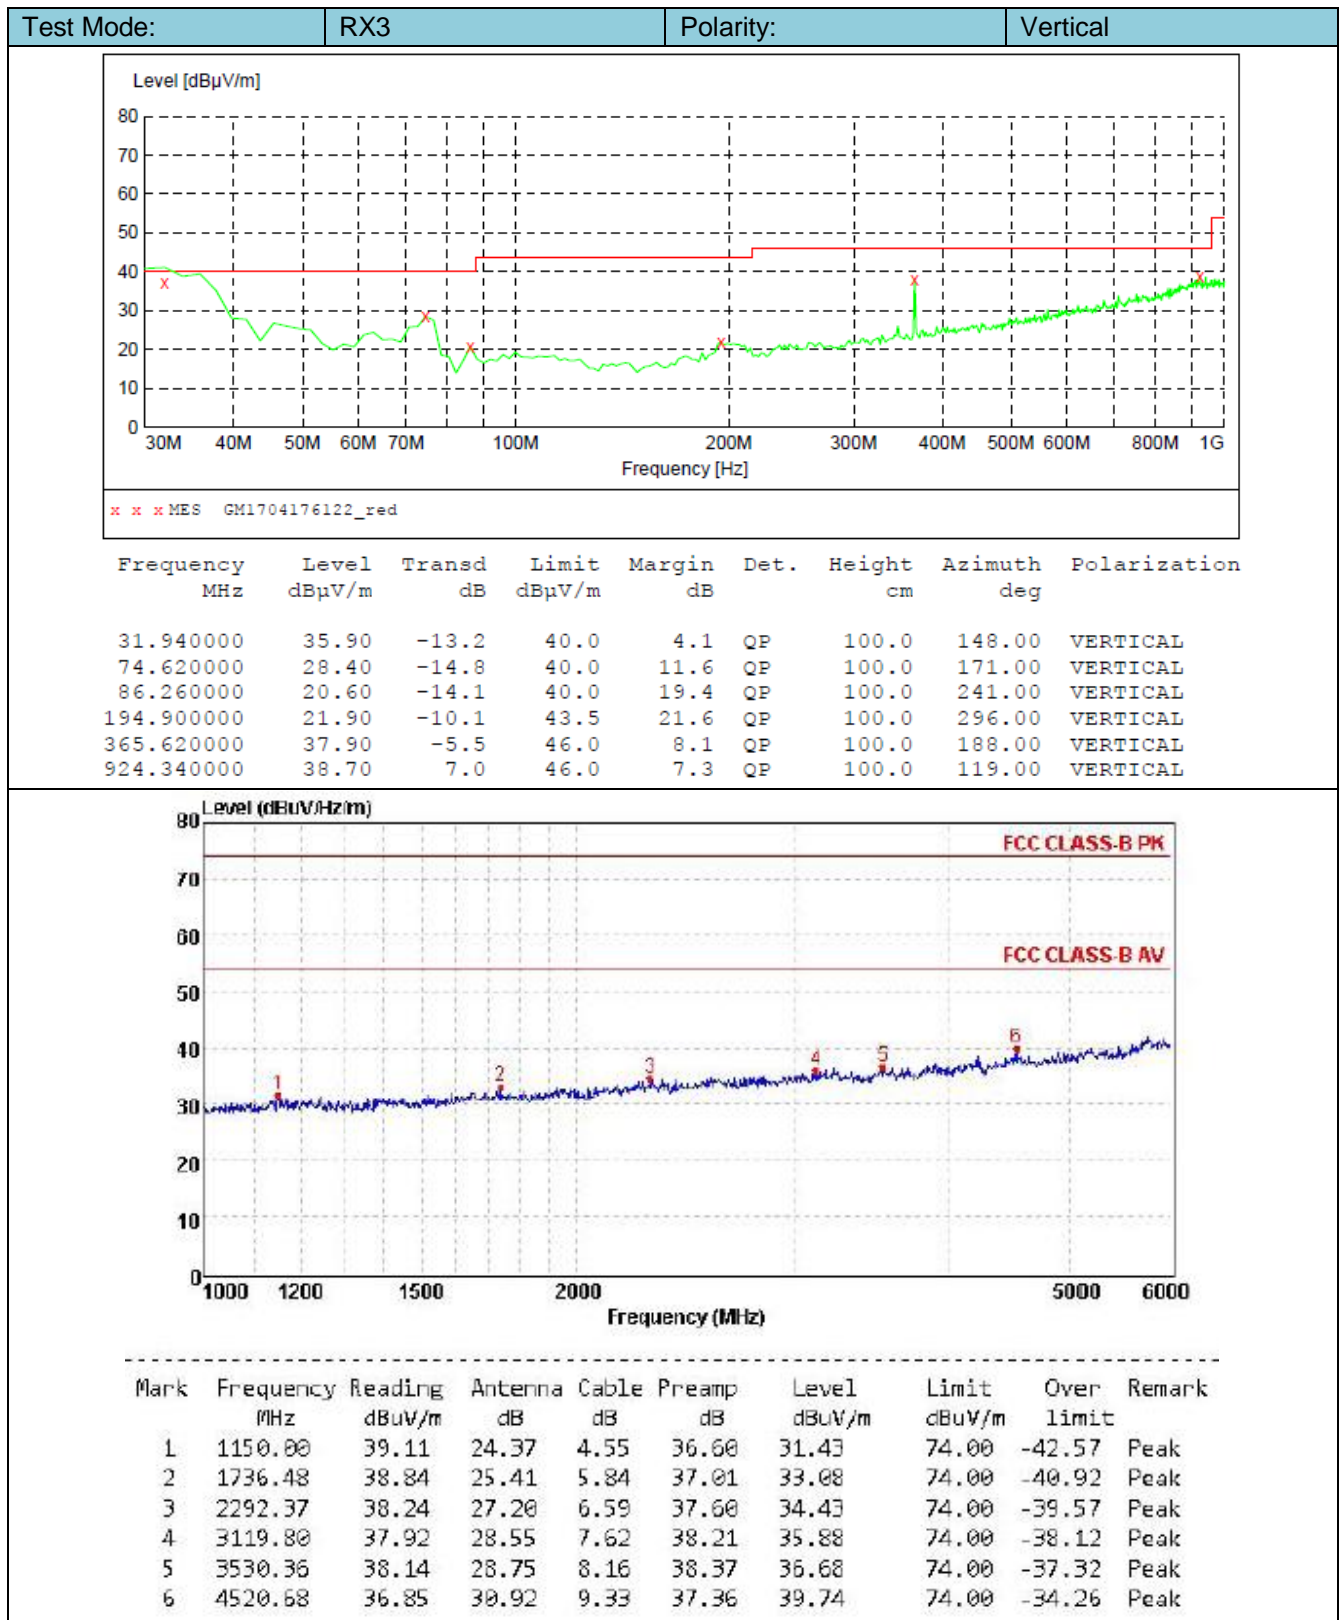 Test Mode: RX3 Polarity: Vertical
Level [dBµV/m]
80
70
60
50
40
30
20
10
0
30M 40M 50M 60M 70M 100M 200M 300M 400M 500M 600M 800M 1G
Frequency [Hz]
x x x MES GM1704176122_red
Frequency Level Transd Limit Margin Det. Height Azimuth Polarization
MHz dBµV/m dB dBµV/m dB cm deg
31.940000 35.90 -13.2 40.0 4.1 QP 100.0 148.00 VERTICAL
74.620000 28.40 -14.8 40.0 11.6 QP 100.0 171.00 VERTICAL
86.260000 20.60 -14.1 40.0 19.4 QP 100.0 241.00 VERTICAL
194.900000 21.90 -10.1 43.5 21.6 QP 100.0 296.00 VERTICAL
365.620000 37.90 -5.5 46.0 8.1 QP 100.0 188.00 VERTICAL
924.340000 38.70 7.0 46.0 7.3 QP 100.0 119.00 VERTICAL
Level (dBuV/Hz/m)
80
FCC CLASS-B PK
70
60
FCC CLASS-B AV
50
40
30
20
10
0
1 2 3 4 5 6
1000 1200 1500 2000 5000 6000
Frequency (MHz)
Mark Frequency Reading Antenna Cable Preamp Level Limit Over Remark
MHz dBuV/m dB dB dB dBuV/m dBuV/m limit
1 1150.00 39.11 24.37 4.55 36.60 31.43 74.00 -42.57 Peak
2 1736.48 38.84 25.41 5.84 37.01 33.08 74.00 -40.92 Peak
3 2292.37 38.24 27.20 6.59 37.60 34.43 74.00 -39.57 Peak
4 3119.80 37.92 28.55 7.62 38.21 35.88 74.00 -38.12 Peak
5 3530.36 38.14 28.75 8.16 38.37 36.68 74.00 -37.32 Peak
6 4520.68 36.85 30.92 9.33 37.36 39.74 74.00 -34.26 Peak